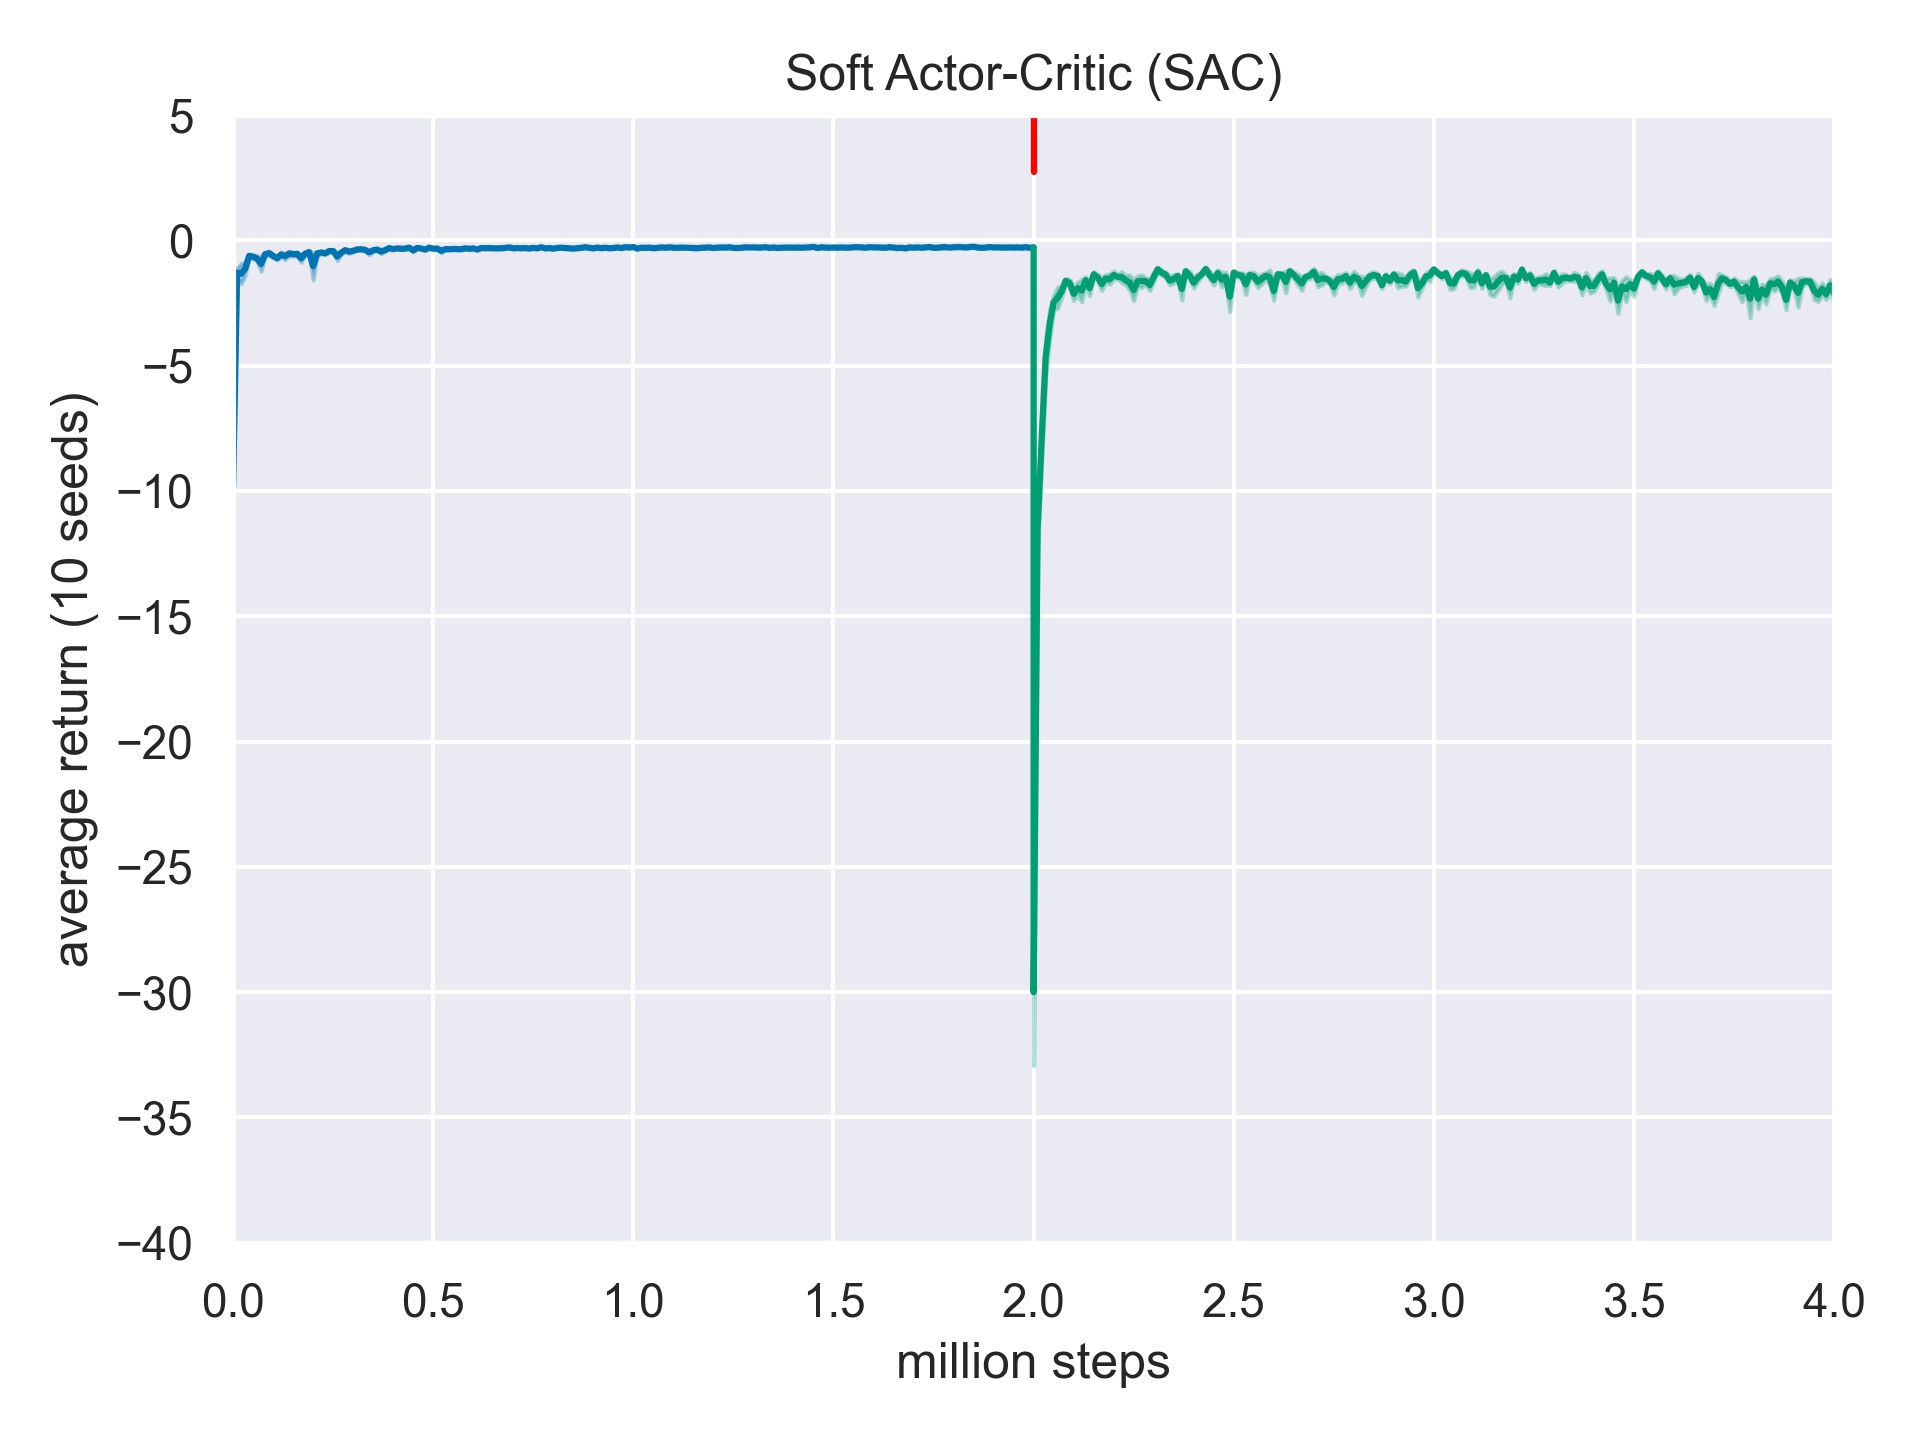 Soft Actor-Critic (SAC)
5
0
−5
−10
−15
−20
−25
−30
−35
−40
average return (10 seeds)
0.0 0.5 1.0 1.5 2.0 2.5 3.0 3.5 4.0
million steps